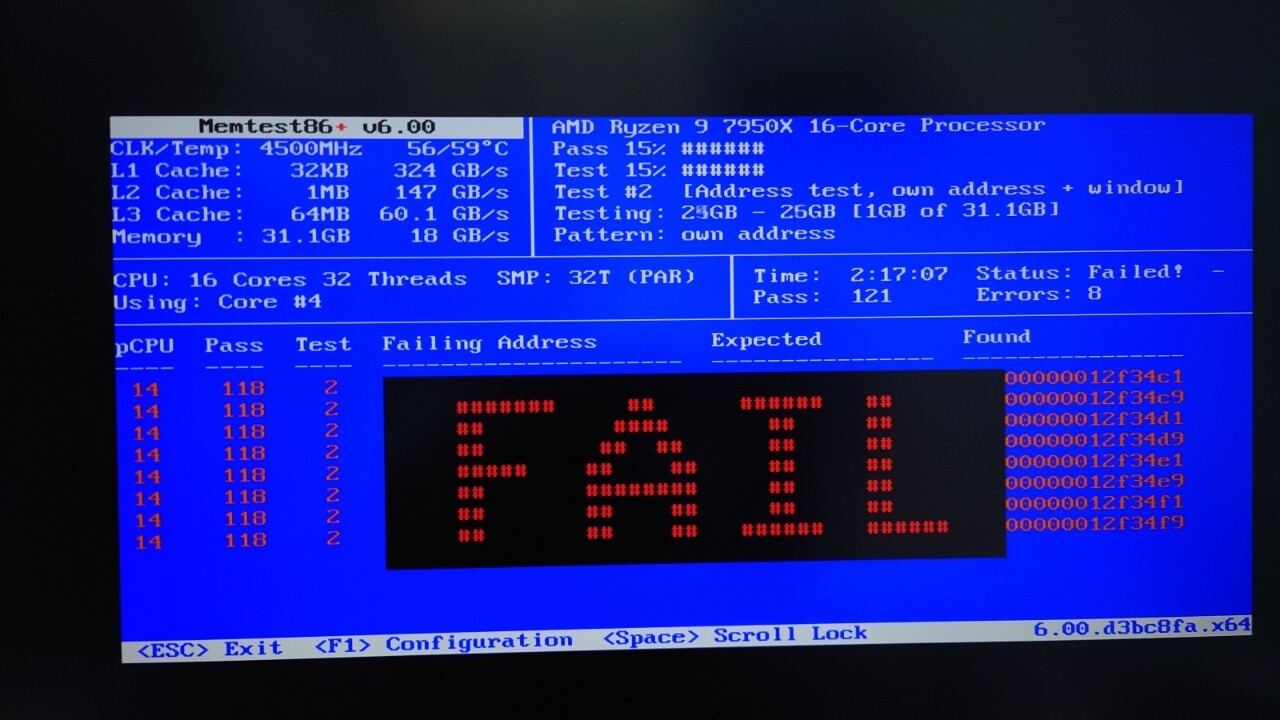 Memtest86+ v6.00
CLK/Temp: 4500MHz 56/59°C
L1 Cache: 32KB 324 GB/s
L2 Cache: 1MB 147 GB/s
L3 Cache: 64MB 60.1 GB/s
Memory : 31.1GB 18 GB/s
AMD Ryzen 9 7950X 16-Core Processor
Pass 15% ######
Test 15% ######
Test #2 [Address test, own address + window]
Testing: - [1GB of 31.1GB]
Pattern: own address
CPU: 16 Cores 32 Threads SMP: 32T (PAR)
Using: Core #4
Time: 2:17:07 Status: Failed! -
Pass: 121 Errors: 8
pCPU Pass Test Failing Address Expected Found
14 118 2 00000012f34c1
14 118 2 00000012f34c9
14 118 2 00000012f34d1
14 118 2 00000012f34d9
14 118 2 00000012f34e1
14 118 2 00000012f34e9
14 118 2 00000012f34f1
14 118 2 00000012f34f9
FAIL
<ESC> Exit <F1> Configuration <Space> Scroll Lock 6.00.d3bc8fa.x64